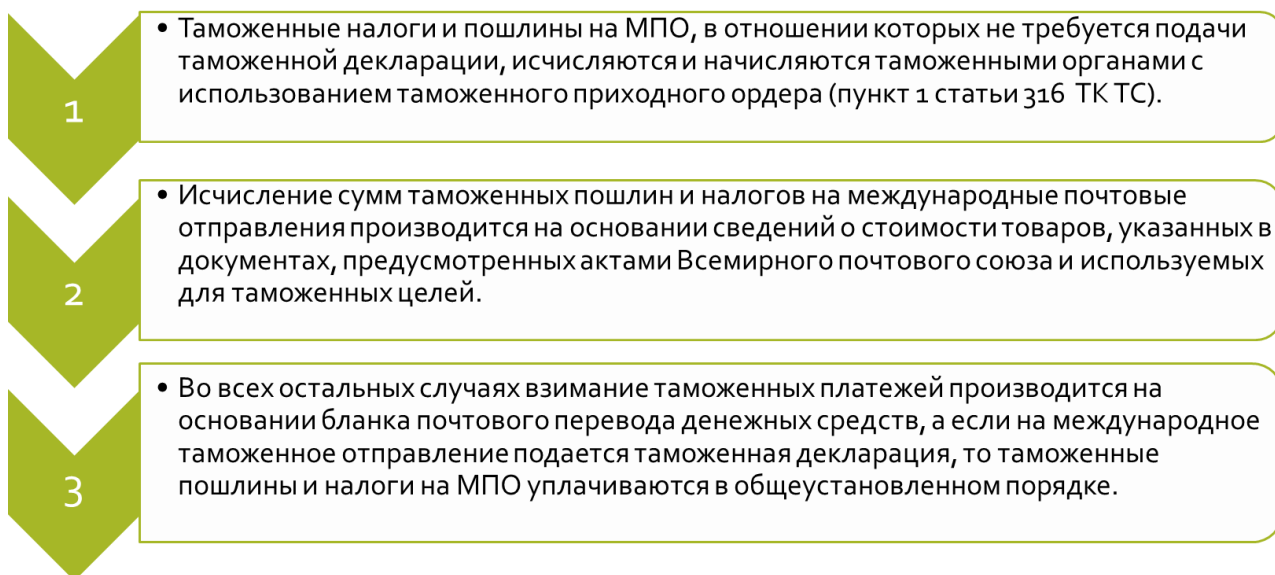 1
• Таможенные налоги и пошлины на МПО, в отношении которых не требуется подачи
таможенной декларации, исчисляются и начисляются таможенными органами с
использованием таможенного приходного ордера (пункт 1 статьи 316 ТК ТС).
2
• Исчисление сумм таможенных пошлин и налогов на международные почтовые
отправления производится на основании сведений о стоимости товаров, указанных в
документах, предусмотренных актами Всемирного почтового союза и используемых
для таможенных целей.
3
• Во всех остальных случаях взимание таможенных платежей производится на
основании бланка почтового перевода денежных средств, а если на международное
таможенное отправление подается таможенная декларация, то таможенные
пошлины и налоги на МПО уплачиваются в общеустановленном порядке.